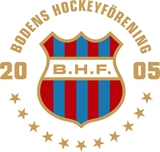 BODENS HOCKEYFÖRENING
20 05
B.H.F.